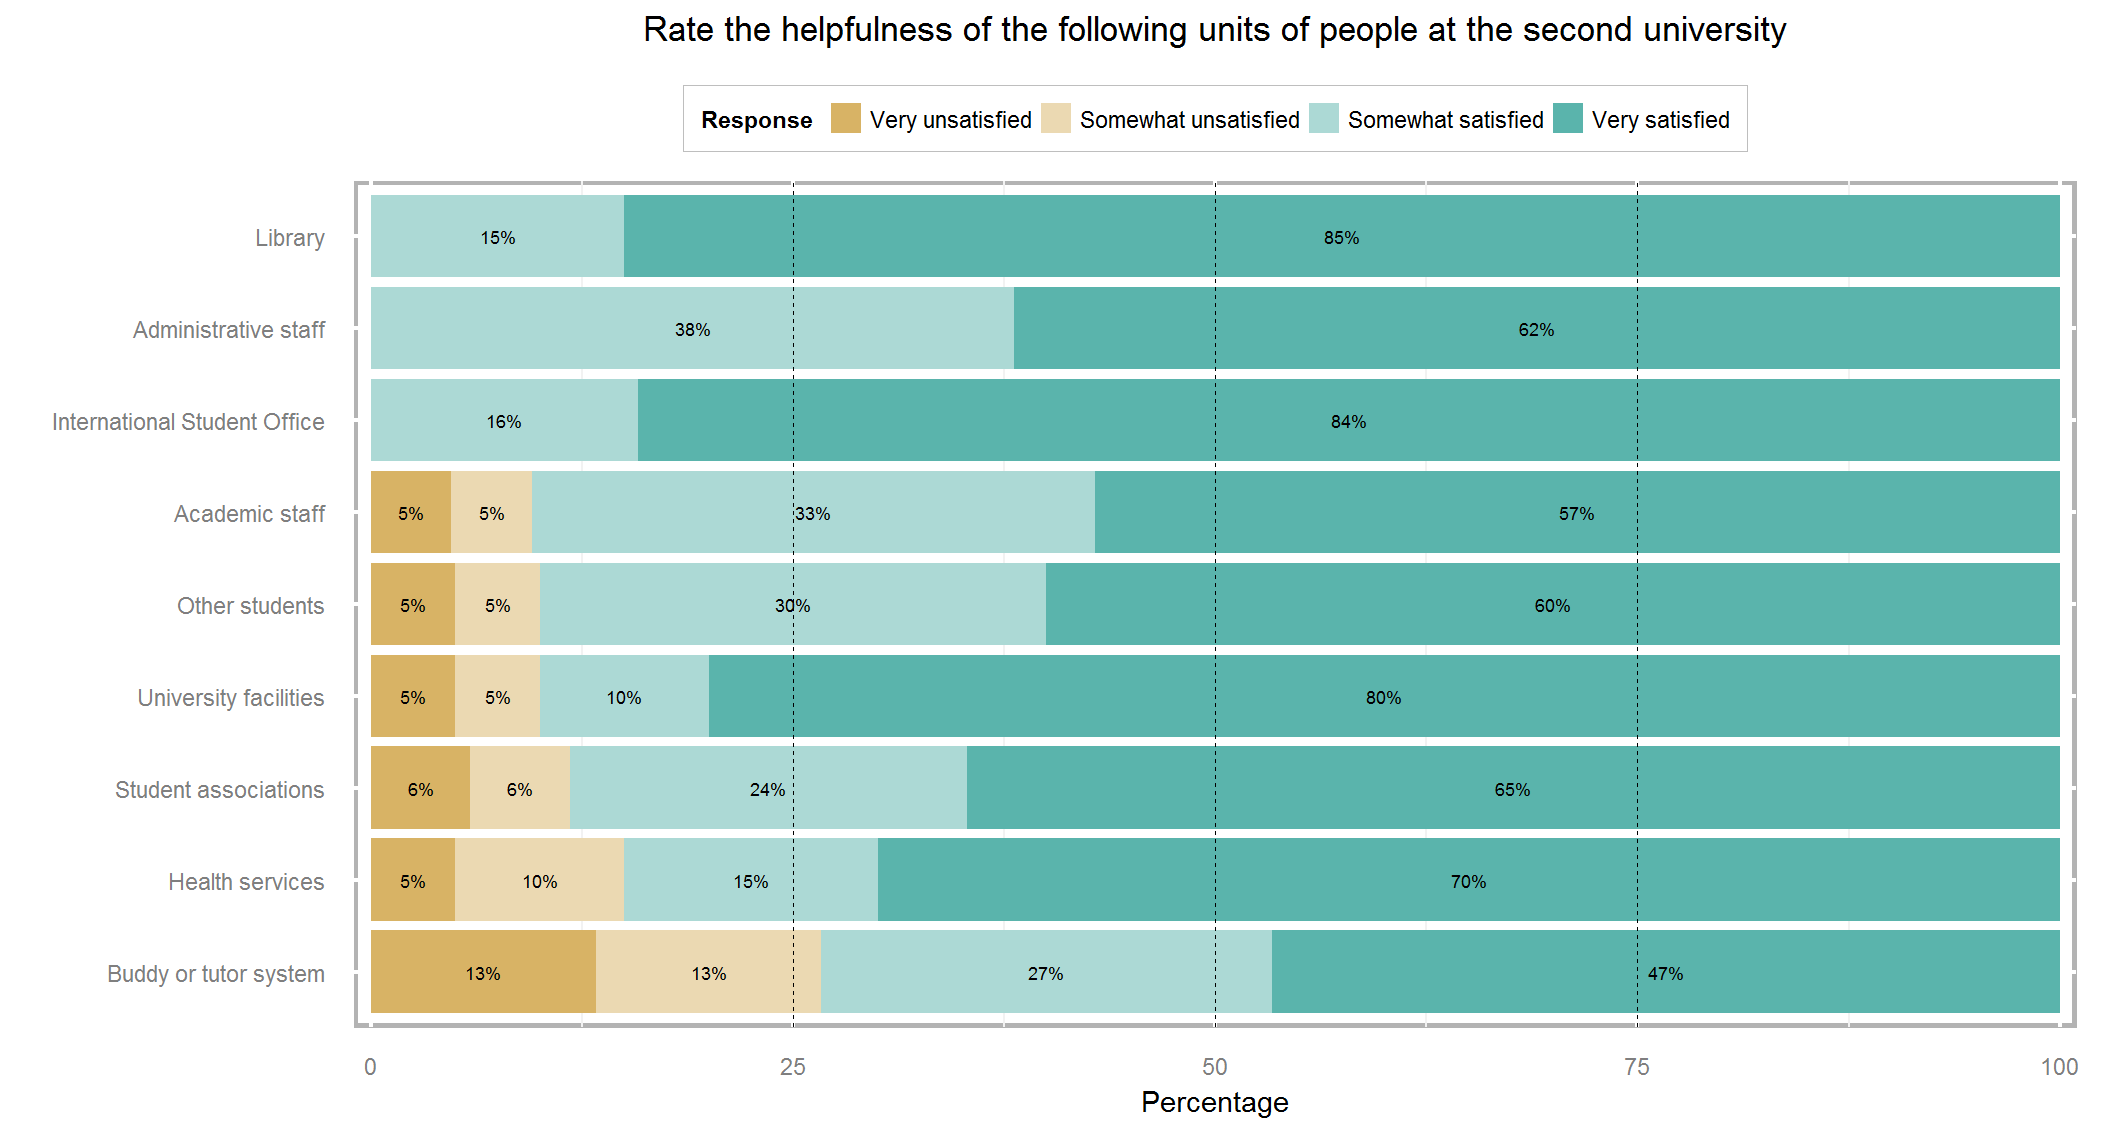 Rate the helpfulness of the following units of people at the second university
Response Very unsatisfied Somewhat unsatisfied Somewhat satisfied Very satisfied
Library 15% 85%
Administrative staff 38% 62%
International Student Office 16% 84%
Academic staff 5% 5% 33% 57%
Other students 5% 5% 30% 60%
University facilities 5% 5% 10% 80%
Student associations 6% 6% 24% 65%
Health services 5% 10% 15% 70%
Buddy or tutor system 13% 13% 27% 47%
0 25 50 75 100
Percentage